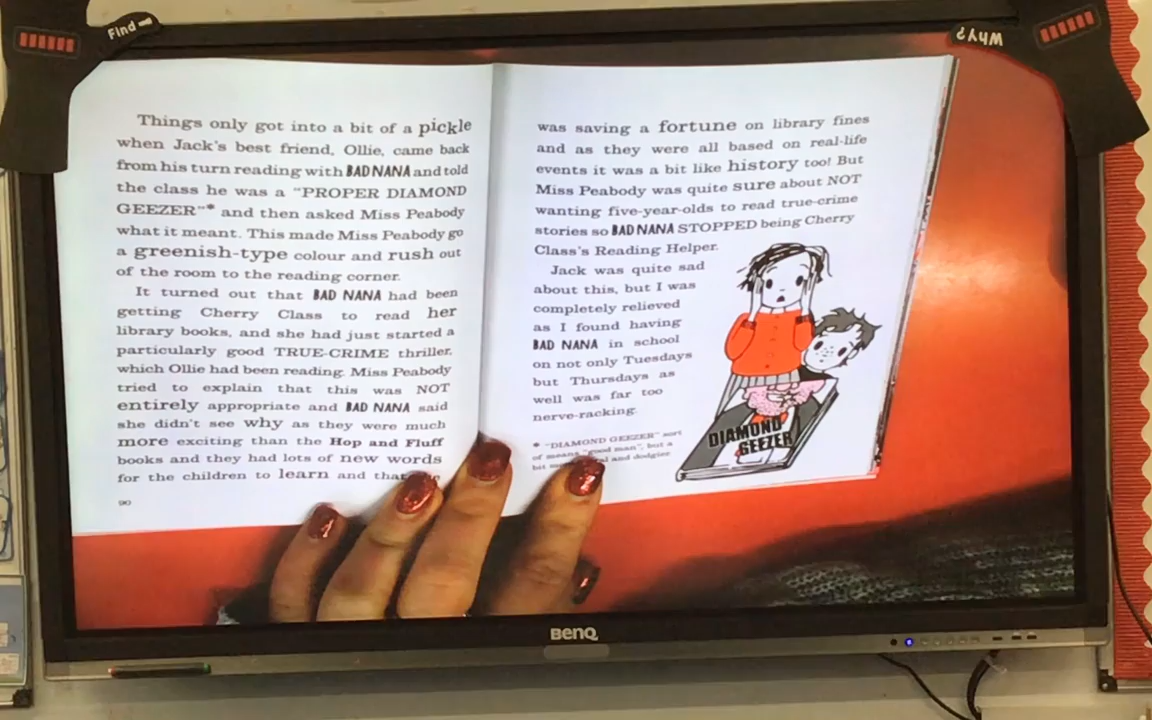 Find
Why?
Things only got into a bit of a pickle
when Jack's best friend, Ollie, came back
from his turn reading with BAD NANA and told
the class he was a "PROPER DIAMOND
GEEZER"* and then asked Miss Peabody
what it meant. This made Miss Peabody go
a greenish-type colour and rush out
of the room to the reading corner.
It turned out that BAD NANA had been
getting Cherry Class to read her
library books, and she had just started a
particularly good TRUE-CRIME thriller,
which Ollie had been reading. Miss Peabody
tried to explain that this was NOT
entirely appropriate and BAD NANA said
she didn't see why as they were much
more exciting than the Hop and Fluff
books and they had lots of new words
for the children to learn and that
90
was saving a fortune on library fines
and as they were all based on real-life
events it was a bit like history too! But
Miss Peabody was quite sure about NOT
wanting five-year-olds to read true-crime
stories so BAD NANA STOPPED being Cherry
Class's Reading Helper.
Jack was quite sad
about this, but I was
completely relieved
as I found having
BAD NANA in school
on not only Tuesdays
but Thursdays as
well was far too
nerve-racking.
* "DIAMOND GEEZER" sort
of means "good man", but a
bit and dodgier
DIAMOND
GEEZER
BenQ